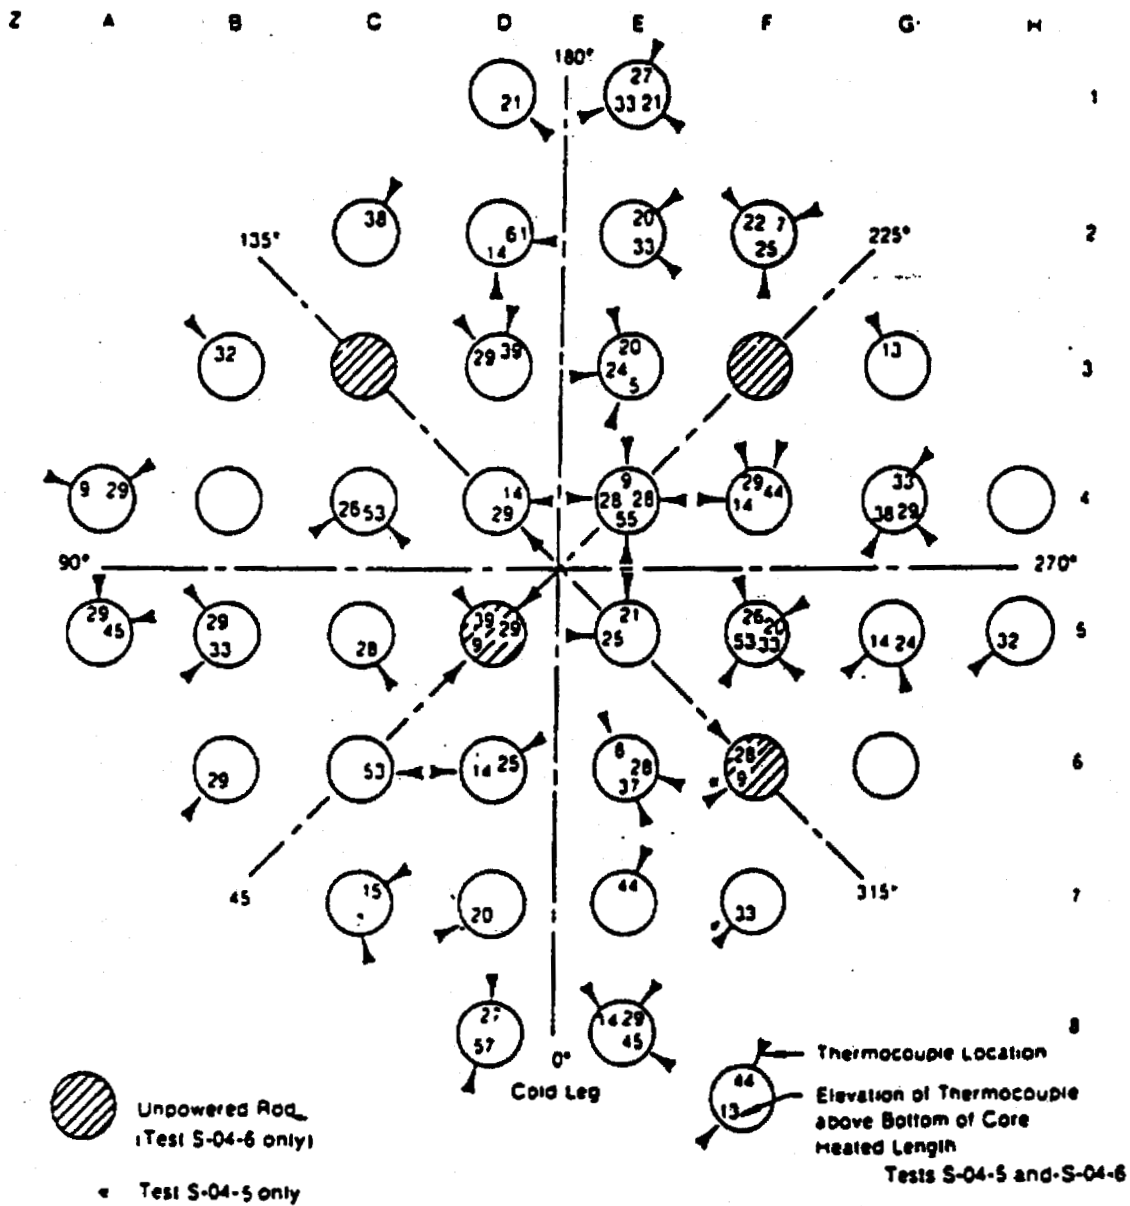 Z A B C D E F G H
180°
21 27 33 21 1
38 61 14 20 33 22 7 25 2
135° 225°
32 29 39 20 24 5 13 3
9 29 26 53 14 29 9 28 28 55 29 44 14 33 38 29 4
90° 270°
29 45 29 33 28 39 29 9 21 25 26 20 53 33 14 24 32 5
29 53 14 25 6 28 37 28 9 6
45 315°
15 20 44 33 7
27 57 14 29 45 8
0°
Cold Leg
Unpowered Rod
(Test S-04-6 only)
* Test S-04-5 only
44
13
Thermocouple Location
Elevation of Thermocouple
above Bottom of Core
Heated Length
Tests S-04-5 and S-04-6